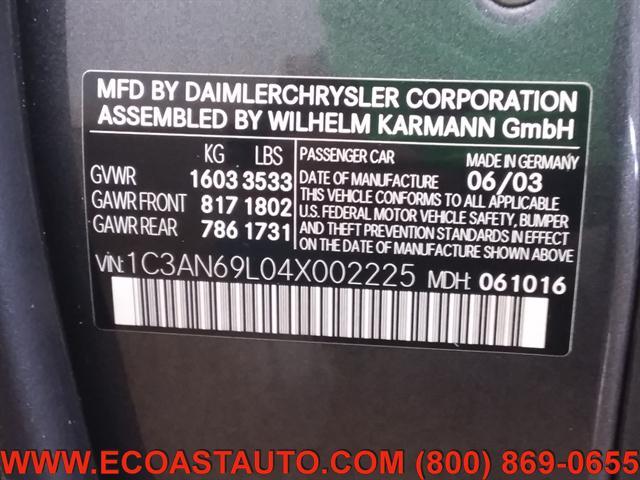 MFD BY DAIMLERCHRYSLER CORPORATION
ASSEMBLED BY WILHELM KARMANN GmbH
KG LBS
GVWR 1603 3533
GAWR FRONT 817 1802
GAWR REAR 786 1731
PASSENGER CAR MADE IN GERMANY
DATE OF MANUFACTURE 06/03
THIS VEHICLE CONFORMS TO ALL APPLICABLE
U.S. FEDERAL MOTOR VEHICLE SAFETY, BUMPER
AND THEFT PREVENTION STANDARDS IN EFFECT
ON THE DATE OF MANUFACTURE SHOWN ABOVE
VIN: 1C3AN69L04X002225 MDH: 061016
WWW.ECOASTAUTO.COM (800) 869-0655